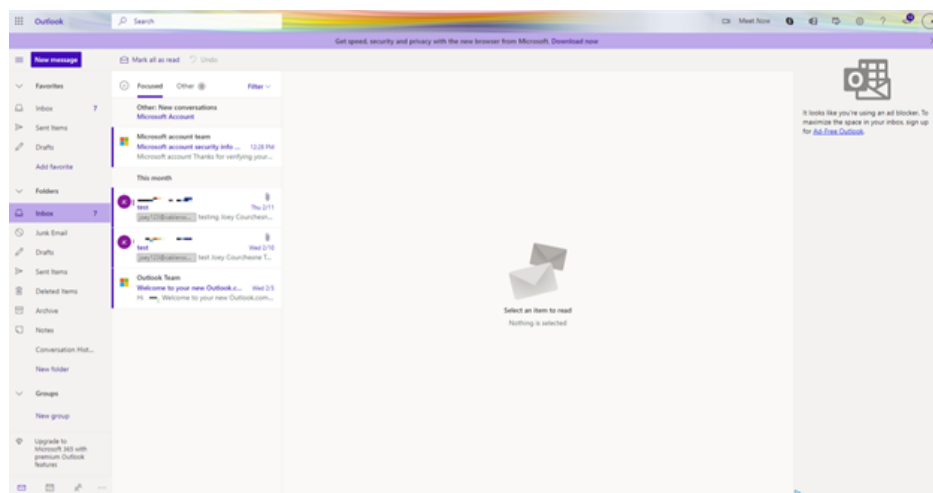 Outlook
Search
Meet Now
Get speed, security and privacy with the new browser from Microsoft. Download now
New message
Mark all as read
Undo
Favorites
Inbox 7
Sent Items
Drafts
Add favorite
Folders
Inbox 7
Junk Email
Drafts
Sent Items
Deleted Items
Archive
Notes
Conversation Hist...
New folder
Groups
New group
Upgrade to
Microsoft 365 with
premium Outlook
features
Focused Other Filter
Other: New conversations
Microsoft Account
Microsoft account team
Microsoft account security info ... 12:28 PM
Microsoft account Thanks for verifying your...
This month
test Thu 2/11
testing Joey Courchesn...
test Wed 2/10
test Joey Courchesne T...
Outlook Team
Welcome to your new Outlook.c... Wed 2/3
Hi Welcome to your new Outlook.com...
Select an item to read
Nothing is selected
It looks like you're using an ad blocker. To
maximize the space in your inbox, sign up
for Ad-Free Outlook.